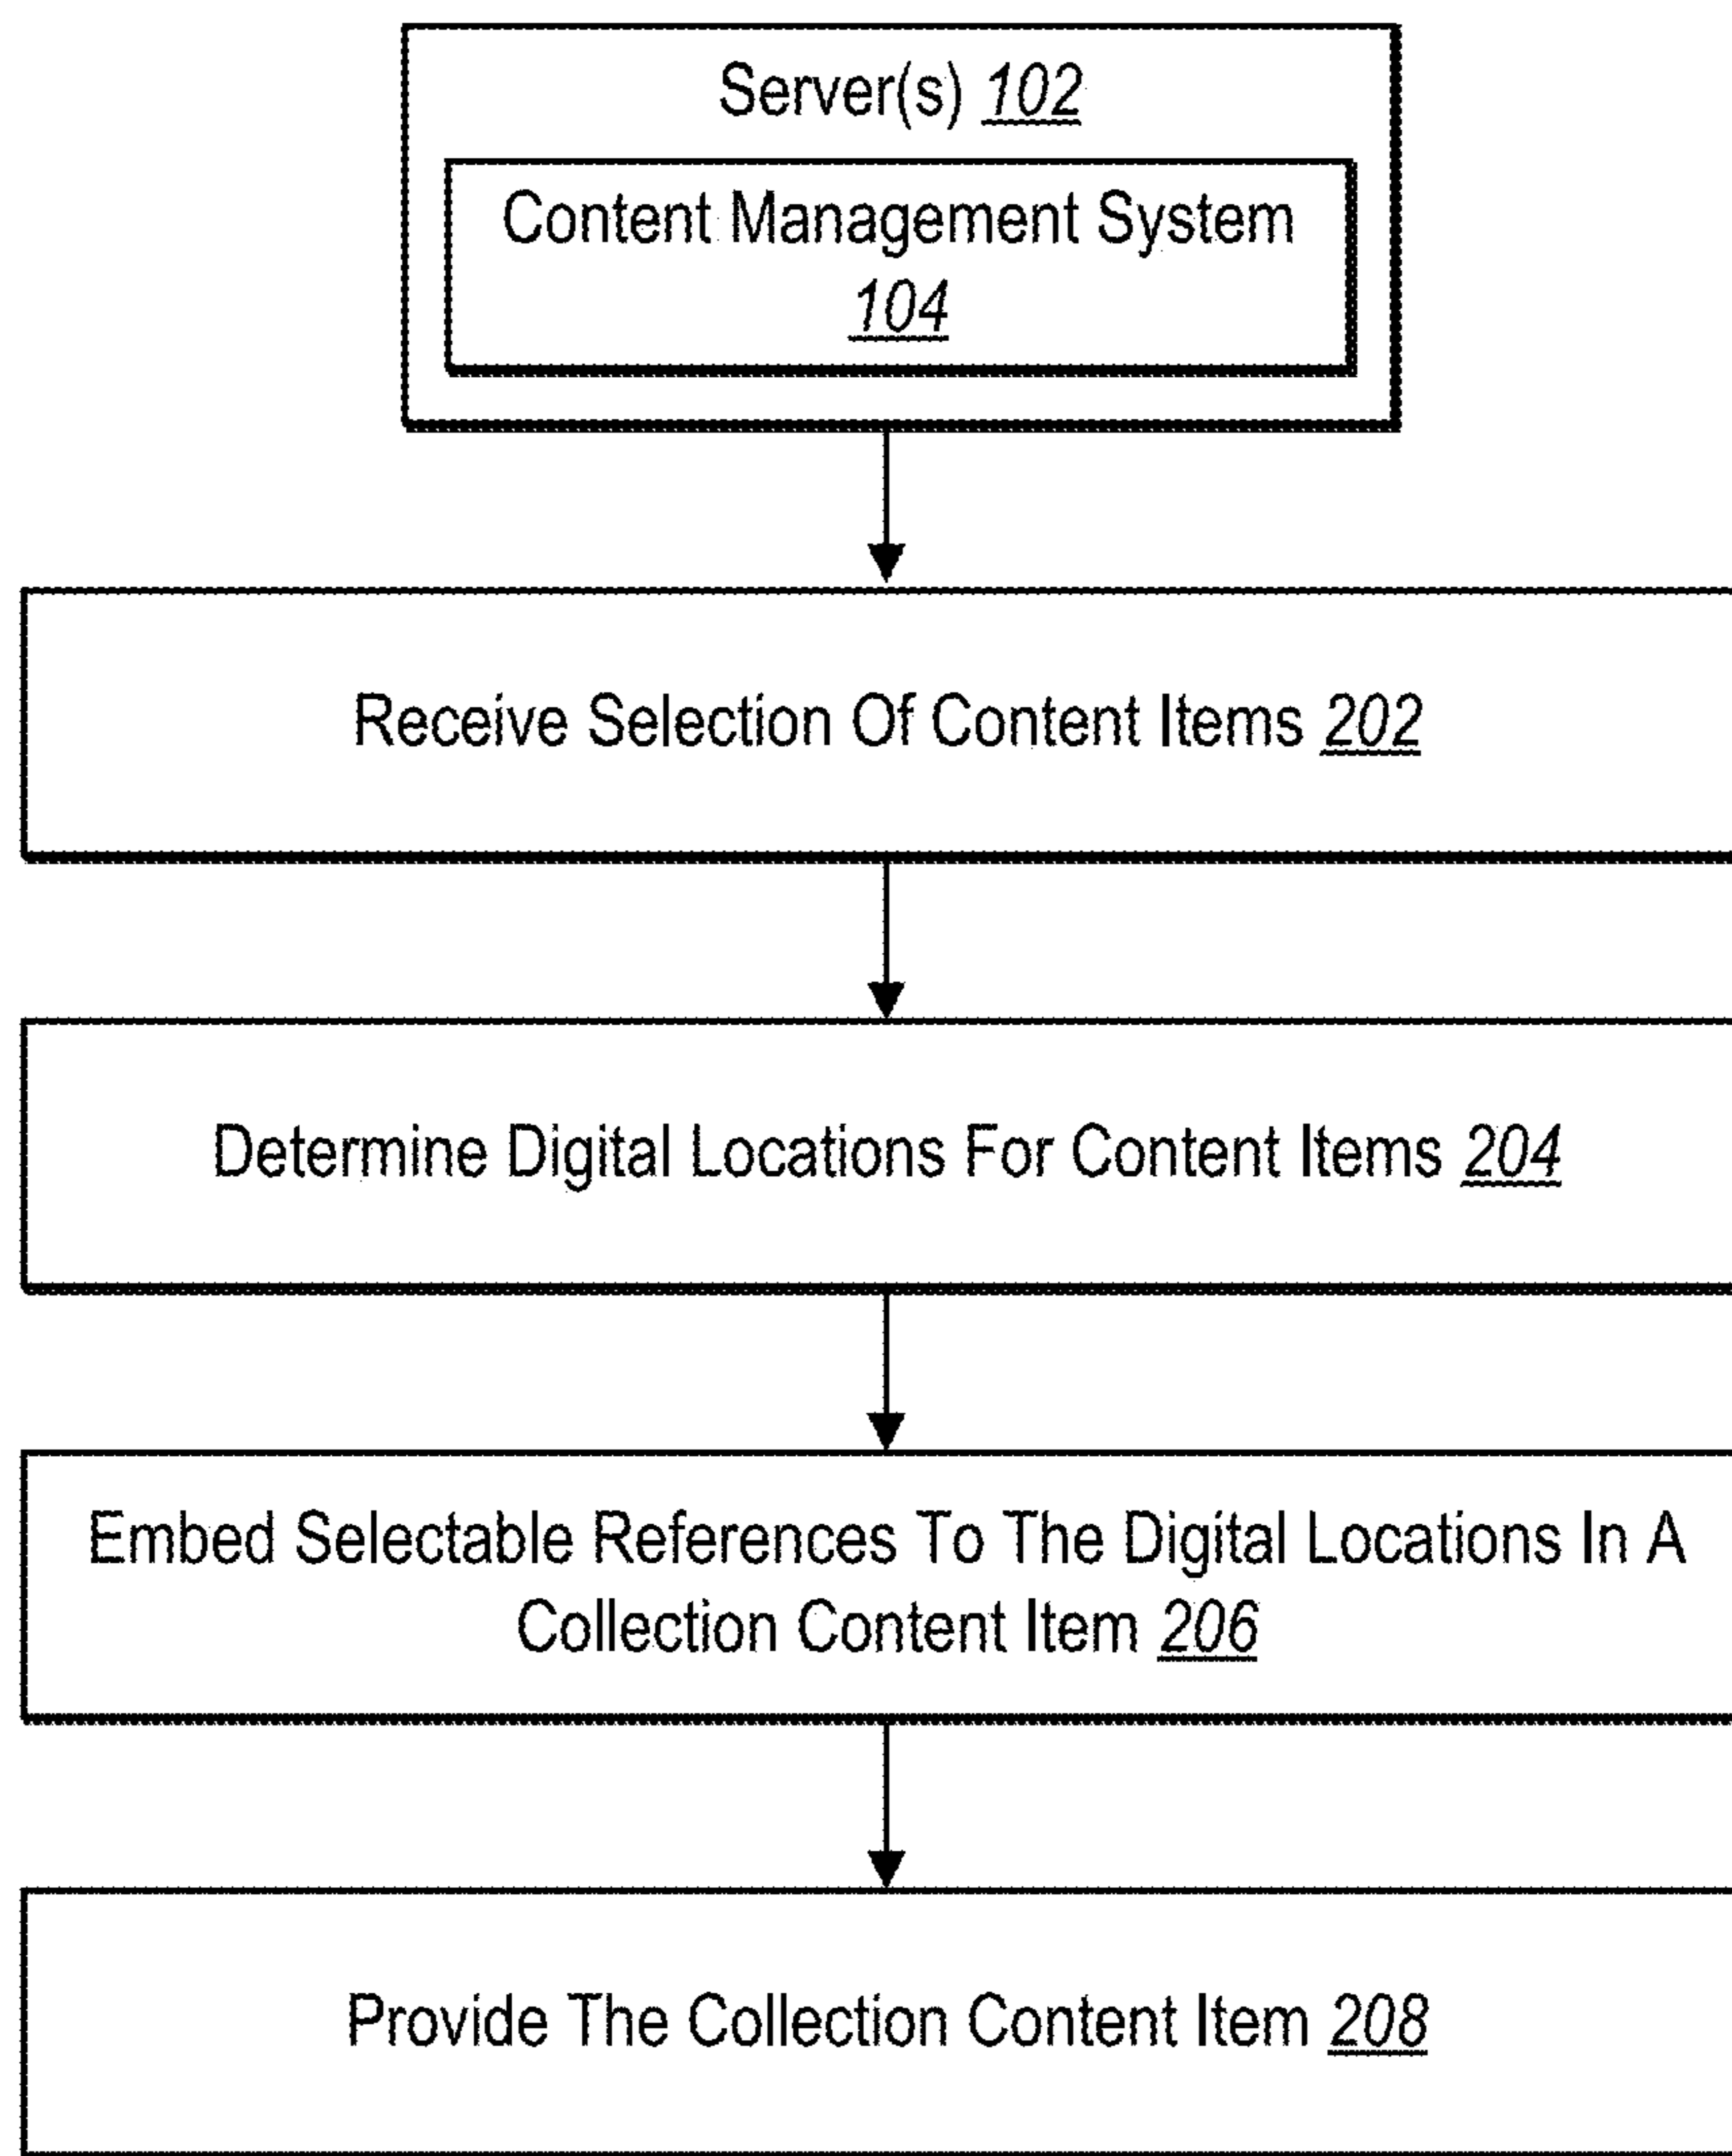 Server(s) 102
Content Management System
104
Receive Selection Of Content Items 202
Determine Digital Locations For Content Items 204
Embed Selectable References To The Digital Locations In A
Collection Content Item 206
Provide The Collection Content Item 208